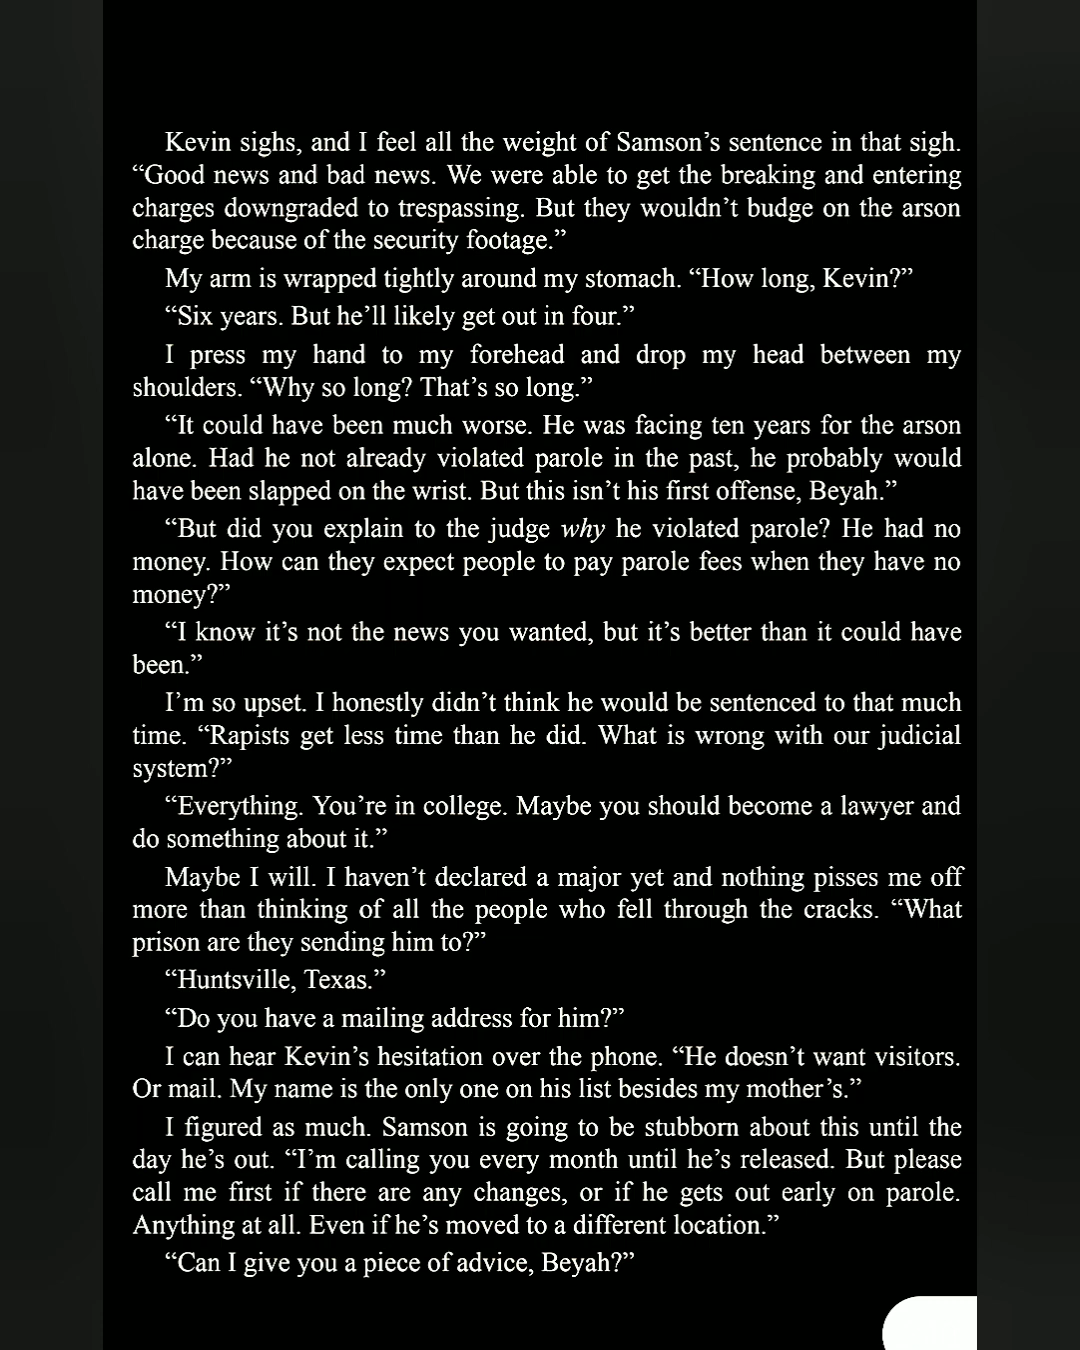 Kevin sighs, and I feel all the weight of Samson’s sentence in that sigh.
“Good news and bad news. We were able to get the breaking and entering
charges downgraded to trespassing. But they wouldn’t budge on the arson
charge because of the security footage.”
My arm is wrapped tightly around my stomach. “How long, Kevin?”
“Six years. But he’ll likely get out in four.”
I press my hand to my forehead and drop my head between my
shoulders. “Why so long? That’s so long.”
“It could have been much worse. He was facing ten years for the arson
alone. Had he not already violated parole in the past, he probably would
have been slapped on the wrist. But this isn’t his first offense, Beyah.”
“But did you explain to the judge why he violated parole? He had no
money. How can they expect people to pay parole fees when they have no
money?”
“I know it’s not the news you wanted, but it’s better than it could have
been.”
I’m so upset. I honestly didn’t think he would be sentenced to that much
time. “Rapists get less time than he did. What is wrong with our judicial
system?”
“Everything. You’re in college. Maybe you should become a lawyer and
do something about it.”
Maybe I will. I haven’t declared a major yet and nothing pisses me off
more than thinking of all the people who fell through the cracks. “What
prison are they sending him to?”
“Huntsville, Texas.”
“Do you have a mailing address for him?”
I can hear Kevin’s hesitation over the phone. “He doesn’t want visitors.
Or mail. My name is the only one on his list besides my mother’s.”
I figured as much. Samson is going to be stubborn about this until the
day he’s out. “I’m calling you every month until he’s released. But please
call me first if there are any changes, or if he gets out early on parole.
Anything at all. Even if he’s moved to a different location.”
“Can I give you a piece of advice, Beyah?”